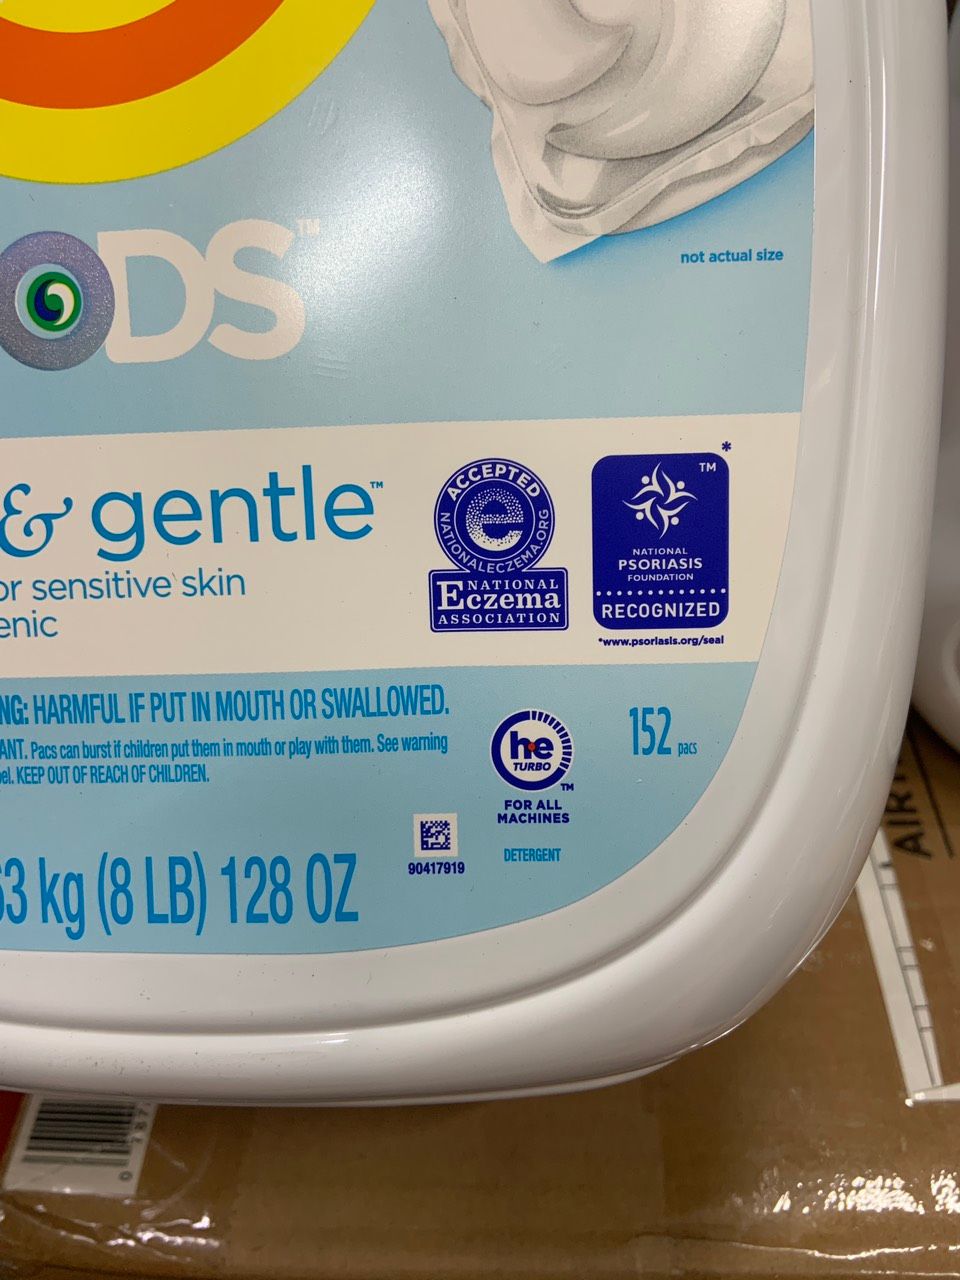 ODS™
not actual size
& gentle™
or sensitive skin
enic
ACCEPTED
NATIONALECZEMA.ORG
e
NATIONAL
Eczema
ASSOCIATION
*
TM
NATIONAL
PSORIASIS
FOUNDATION
RECOGNIZED
*www.psoriasis.org/seal
NG: HARMFUL IF PUT IN MOUTH OR SWALLOWED.
ANT. Pacs can burst if children put them in mouth or play with them. See warning
el. KEEP OUT OF REACH OF CHILDREN.
he
TURBO
TM
FOR ALL
MACHINES
152 pacs
90417919
DETERGENT
63 kg (8 LB) 128 OZ
AIR